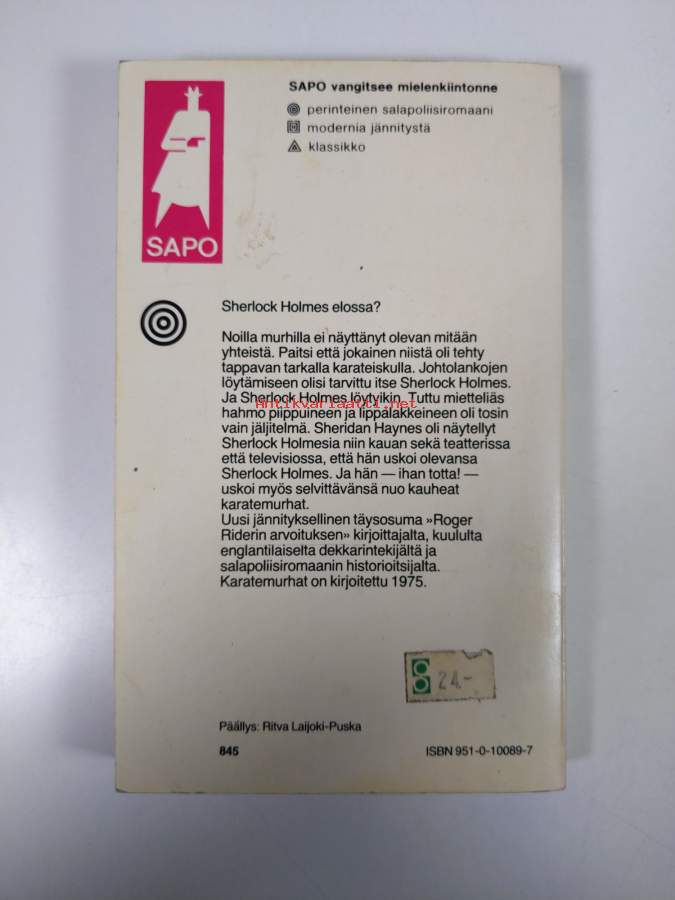 SAPO vangitsee mielenkiintonne
perinteinen salapoliisiromaani
modernia jännitystä
klassikko
SAPO
Sherlock Holmes elossa?
Noilla murhilla ei näyttänyt olevan mitään
yhteistä. Paitsi että jokainen niistä oli tehty
tappavan tarkalla karateiskulla. Johtolankojen
löytämiseen olisi tarvittu itse Sherlock Holmes.
Ja Sherlock Holmes löytyikin. Tuttu mietteliäs
antikvariaatti.net
hahmo piippuineen ja lippalakkeineen oli tosin
vain jäljitelmä. Sheridan Haynes oli näytellyt
Sherlock Holmesia niin kauan sekä teatterissa
että televisiossa, että hän uskoi olevansa
Sherlock Holmes. Ja hän — ihan totta! —
uskoi myös selvittävänsä nuo kauheat
karatemurhat.
Uusi jännityksellinen täysosuma »Roger
Riderin arvoituksen» kirjoittajalta, kuululta
englantilaiselta dekkarintekijältä ja
salapoliisiromaanin historioitsijalta.
Karatemurhat on kirjoitettu 1975.
24.-
Päällys: Ritva Laijoki-Puska
845
ISBN 951-0-10089-7